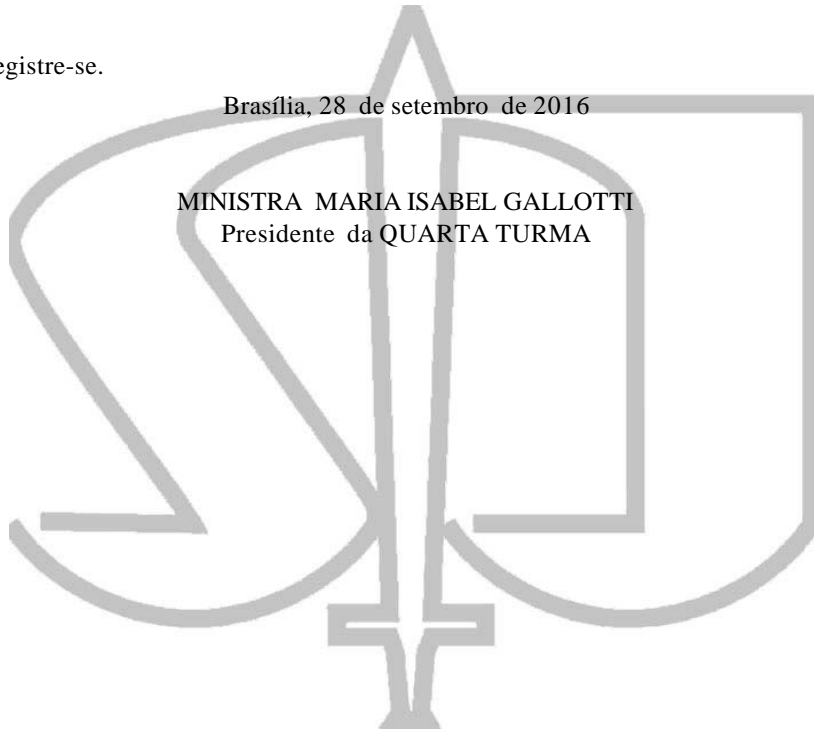 egistre-se.
Brasília, 28 de setembro de 2016
MINISTRA MARIA ISABEL GALLOTTI
Presidente da QUARTA TURMA